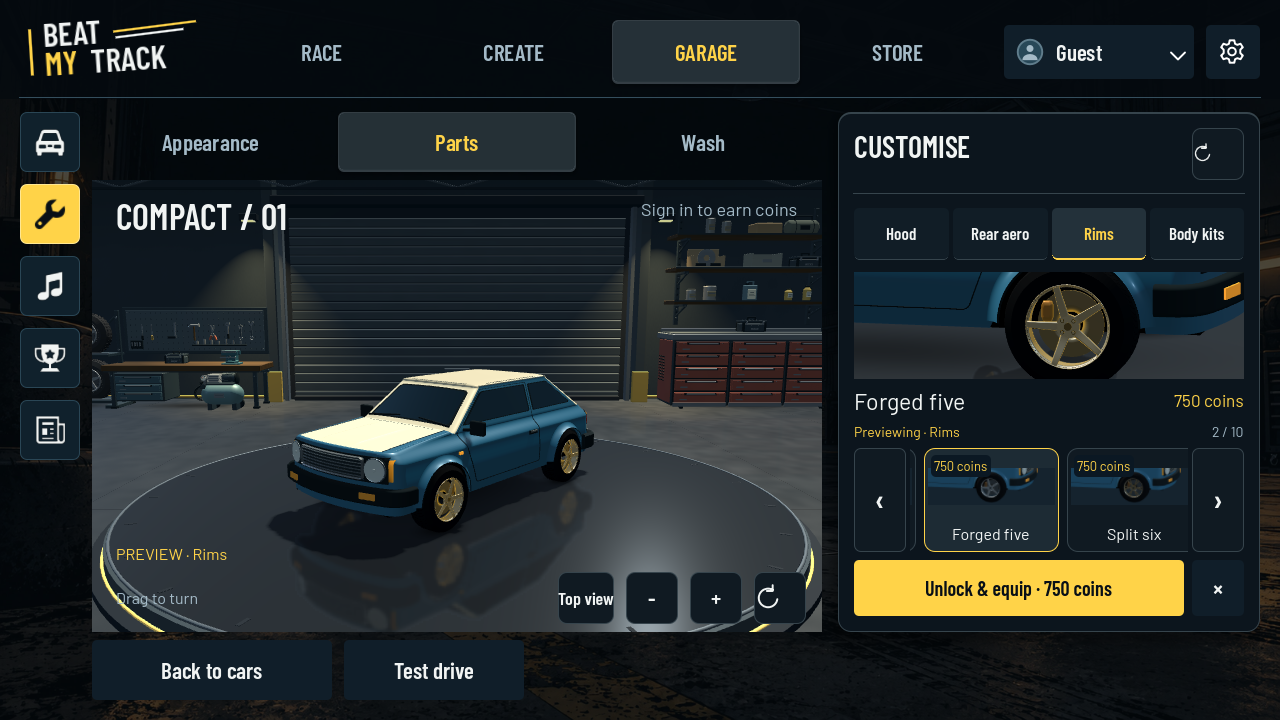 BEAT
MY TRACK
RACE
CREATE
GARAGE
STORE
Guest
Appearance
Parts
Wash
COMPACT / 01
Sign in to earn coins
PREVIEW · Rims
Drag to turn
Top view
-
+
Back to cars
Test drive
CUSTOMISE
Hood
Rear aero
Rims
Body kits
Forged five
750 coins
Previewing · Rims
2 / 10
‹
750 coins
Forged five
750 coins
Split six
›
Unlock & equip · 750 coins
×